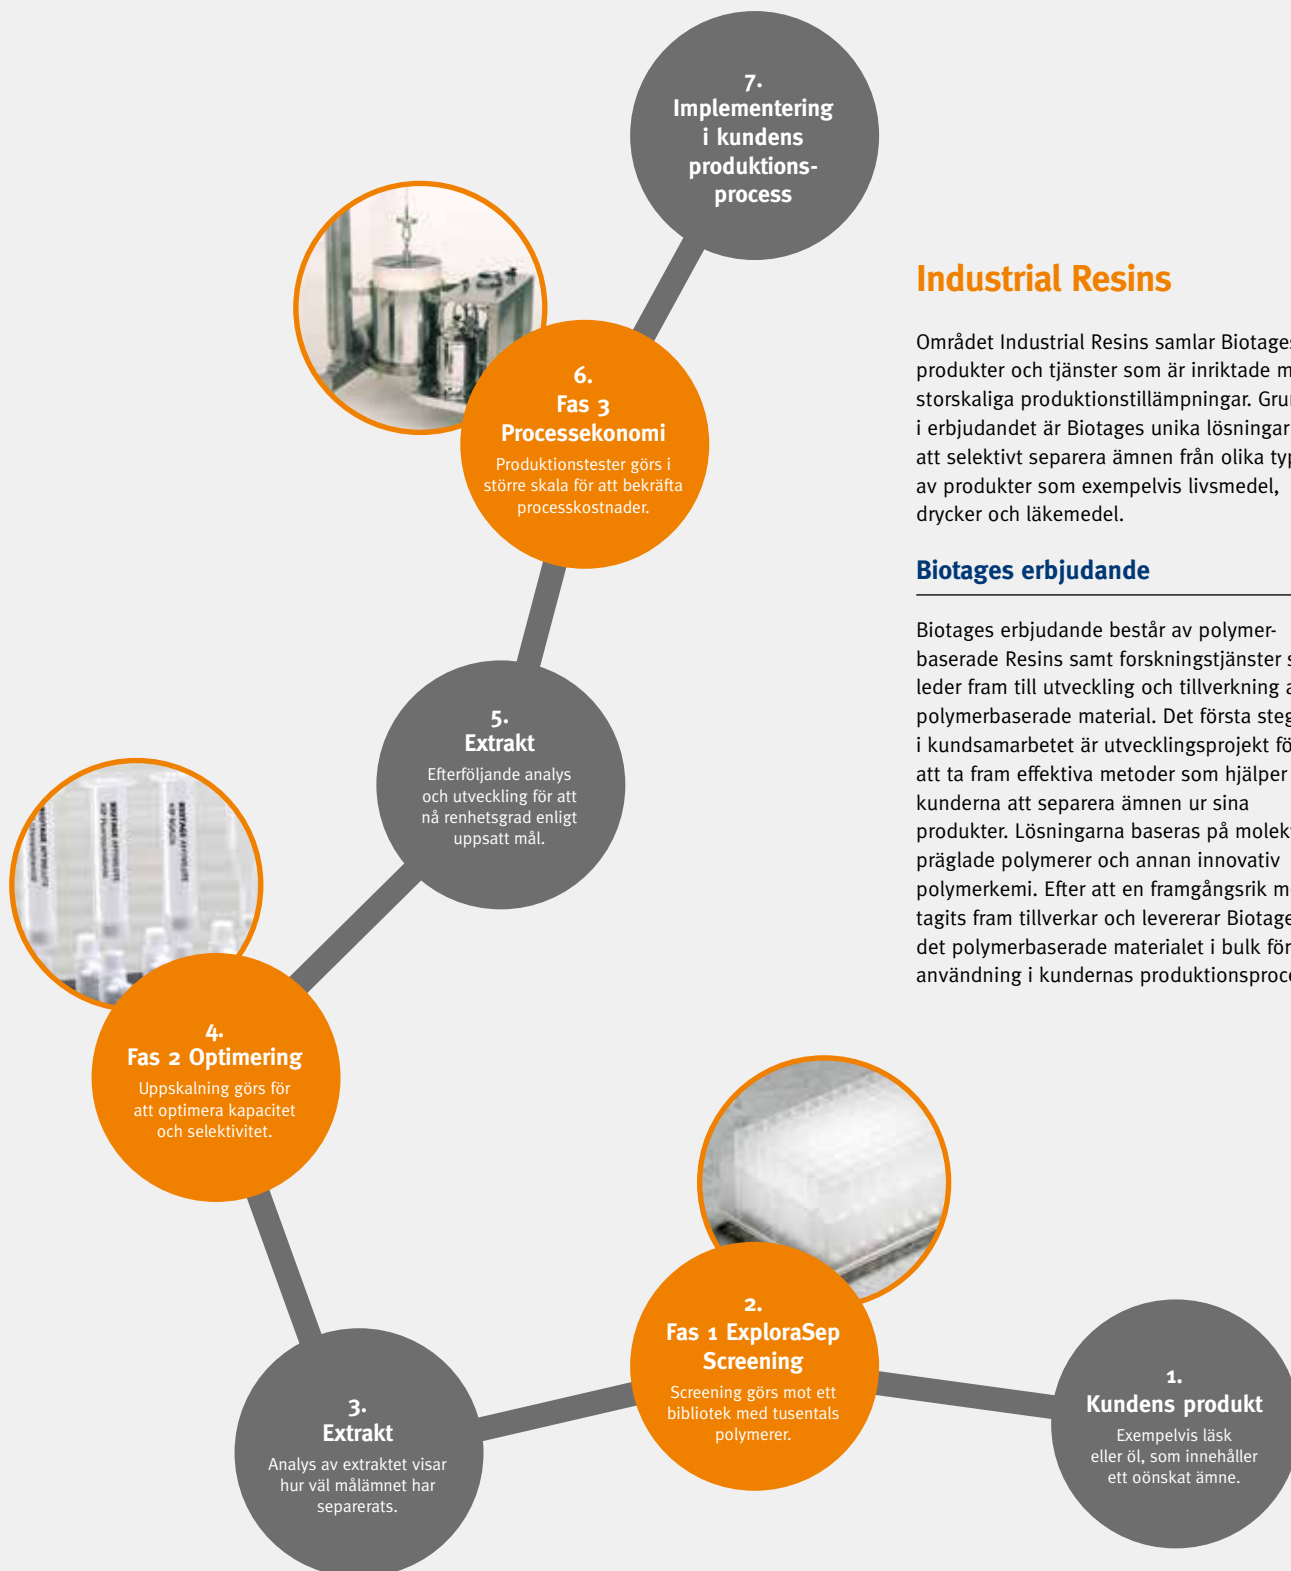 7.
Implementering
i kundens
produktions-
process
6.
Fas 3
Processekonomi
Produktionstester görs i
större skala för att bekräfta
processkostnader.
5.
Extrakt
Efterföljande analys
och utveckling för att
nå renhetsgrad enligt
uppsatt mål.
4.
Fas 2 Optimering
Uppskalning görs för
att optimera kapacitet
och selektivitet.
3.
Extrakt
Analys av extraktet visar
hur väl målämnet har
separerats.
2.
Fas 1 ExploraSep
Screening
Screening görs mot ett
bibliotek med tusentals
polymerer.
1.
Kundens produkt
Exempelvis läsk
eller öl, som innehåller
ett oönskat ämne.
Industrial Resins
Området Industrial Resins samlar Biotages
produkter och tjänster som är inriktade
storskaliga produktionstillämpningar.
i erbjudandet är Biotages unika lösningar
att selektivt separera ämnen från olika
av produkter som exempelvis livsmedel,
drycker och läkemedel.
Biotages erbjudande
Biotages erbjudande består av polymer-
baserade Resins samt forskningstjänster
leder fram till utveckling och tillverkning
polymerbaserade material. Det första
i kundsamarbetet är utvecklingsprojekt
att ta fram effektiva metoder som hjälper
kunderna att separera ämnen ur sina
produkter. Lösningarna baseras på
präglade polymerer och annan innovativ
polymerkemi. Efter att en framgångsrik
tagits fram tillverkar och levererar Biotage
det polymerbaserade materialet i bulk för
användning i kundernas